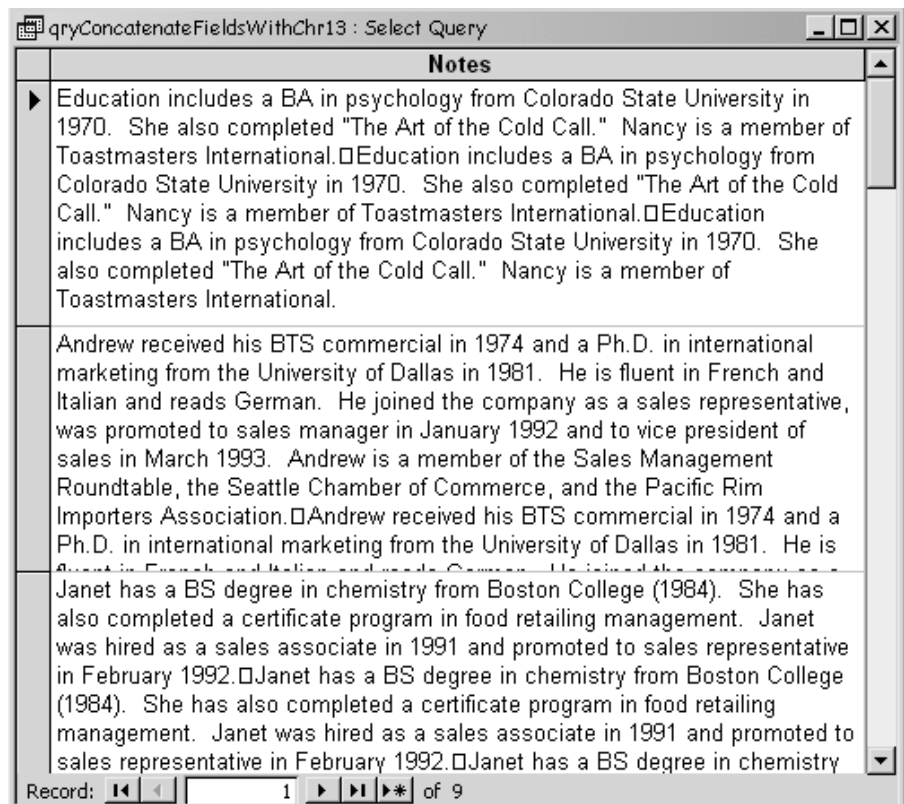 qryConcatenateFieldsWithChr13 : Select Query
Notes
Education includes a BA in psychology from Colorado State University in
1970.  She also completed "The Art of the Cold Call."  Nancy is a member of
Toastmasters International.□Education includes a BA in psychology from
Colorado State University in 1970.  She also completed "The Art of the Cold
Call."  Nancy is a member of Toastmasters International.□Education
includes a BA in psychology from Colorado State University in 1970.  She
also completed "The Art of the Cold Call."  Nancy is a member of
Toastmasters International.
Andrew received his BTS commercial in 1974 and a Ph.D. in international
marketing from the University of Dallas in 1981.  He is fluent in French and
Italian and reads German.  He joined the company as a sales representative,
was promoted to sales manager in January 1992 and to vice president of
sales in March 1993.  Andrew is a member of the Sales Management
Roundtable, the Seattle Chamber of Commerce, and the Pacific Rim
Importers Association.□Andrew received his BTS commercial in 1974 and a
Ph.D. in international marketing from the University of Dallas in 1981.  He is
fluent in French and Italian and reads German.  He joined the company as a
Janet has a BS degree in chemistry from Boston College (1984).  She has
also completed a certificate program in food retailing management.  Janet
was hired as a sales associate in 1991 and promoted to sales representative
in February 1992.□Janet has a BS degree in chemistry from Boston College
(1984).  She has also completed a certificate program in food retailing
management.  Janet was hired as a sales associate in 1991 and promoted to
sales representative in February 1992.□Janet has a BS degree in chemistry
Record: 1 of 9